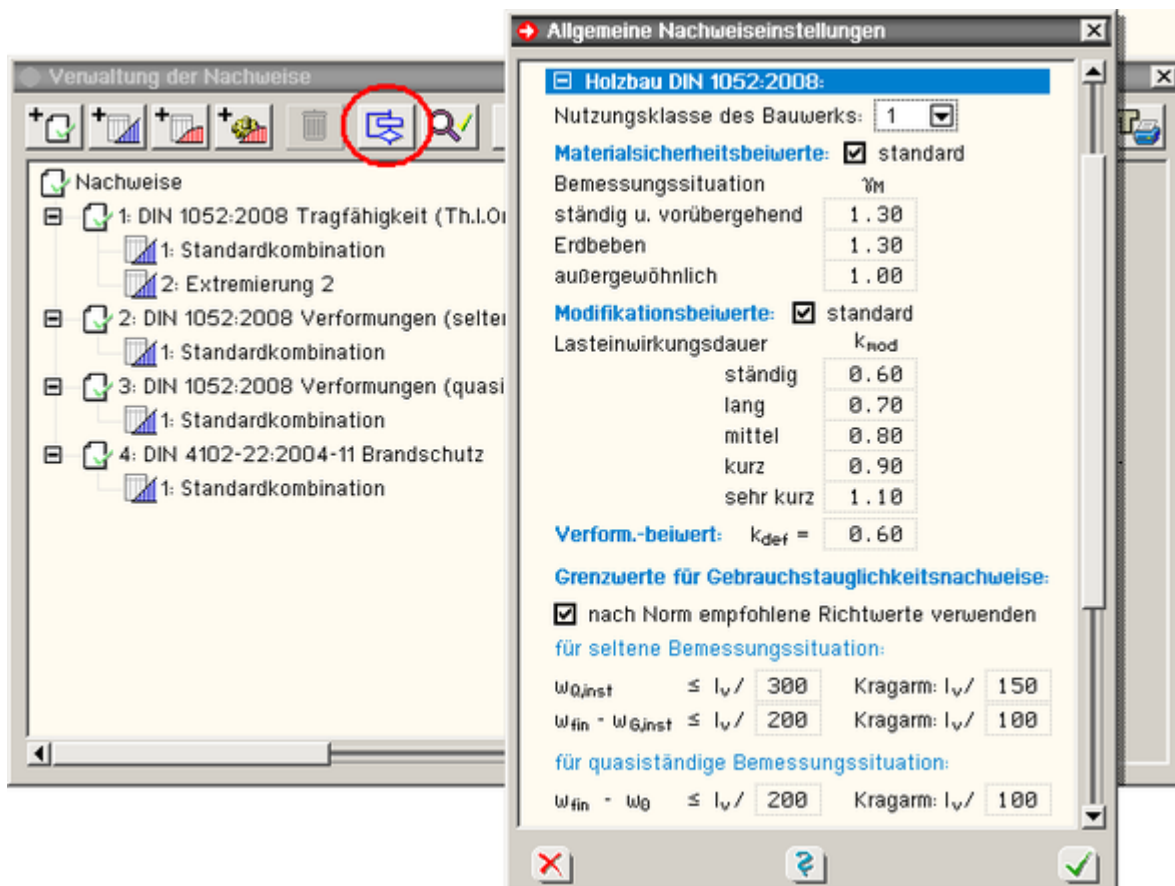 Verwaltung der Nachweise
Nachweise
1: DIN 1052:2008 Tragfähigkeit (Th.I.Or
1: Standardkombination
2: Extremierung 2
2: DIN 1052:2008 Verformungen (selter
1: Standardkombination
3: DIN 1052:2008 Verformungen (quasi
1: Standardkombination
4: DIN 4102-22:2004-11 Brandschutz
1: Standardkombination
Allgemeine Nachweiseinstellungen
Holzbau DIN 1052:2008:
Nutzungsklasse des Bauwerks: 1
Materialsicherheitsbeiwerte: standard
Bemessungssituation γM
ständig u. vorübergehend 1.30
Erdbeben 1.30
außergewöhnlich 1.00
Modifikationsbeiwerte: standard
Lasteinwirkungsdauer kmod
ständig 0.60
lang 0.70
mittel 0.80
kurz 0.90
sehr kurz 1.10
Verform.-beiwert: kdef = 0.60
Grenzwerte für Gebrauchstauglichkeitsnachweise:
nach Norm empfohlene Richtwerte verwenden
für seltene Bemessungssituation:
wQ,inst ≤ lv/ 300 Kragarm: lv/ 150
wfin - wG,inst ≤ lv/ 200 Kragarm: lv/ 100
für quasiständige Bemessungssituation:
wfin - w0 ≤ lv/ 200 Kragarm: lv/ 100